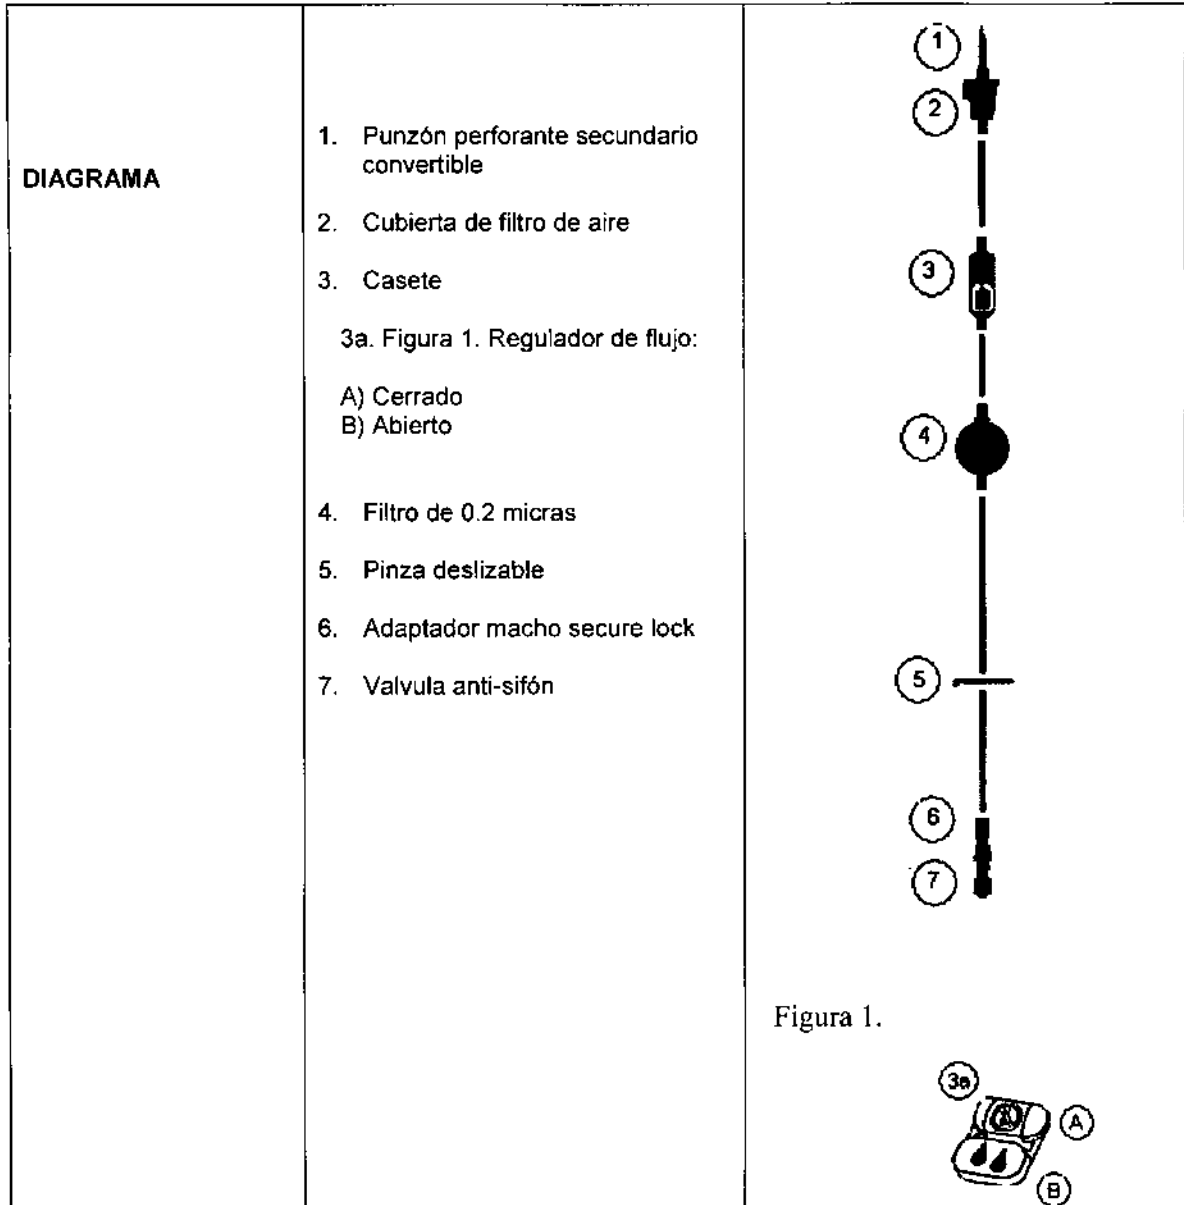 DIAGRAMA
1. Punzón perforante secundario
convertible
2. Cubierta de filtro de aire
3. Casete
3a. Figura 1. Regulador de flujo:
A) Cerrado
B) Abierto
4. Filtro de 0.2 micras
5. Pinza deslizable
6. Adaptador macho secure lock
7. Valvula anti-sifón
1
2
3
4
5
6
7
Figura 1.
3a
A
B